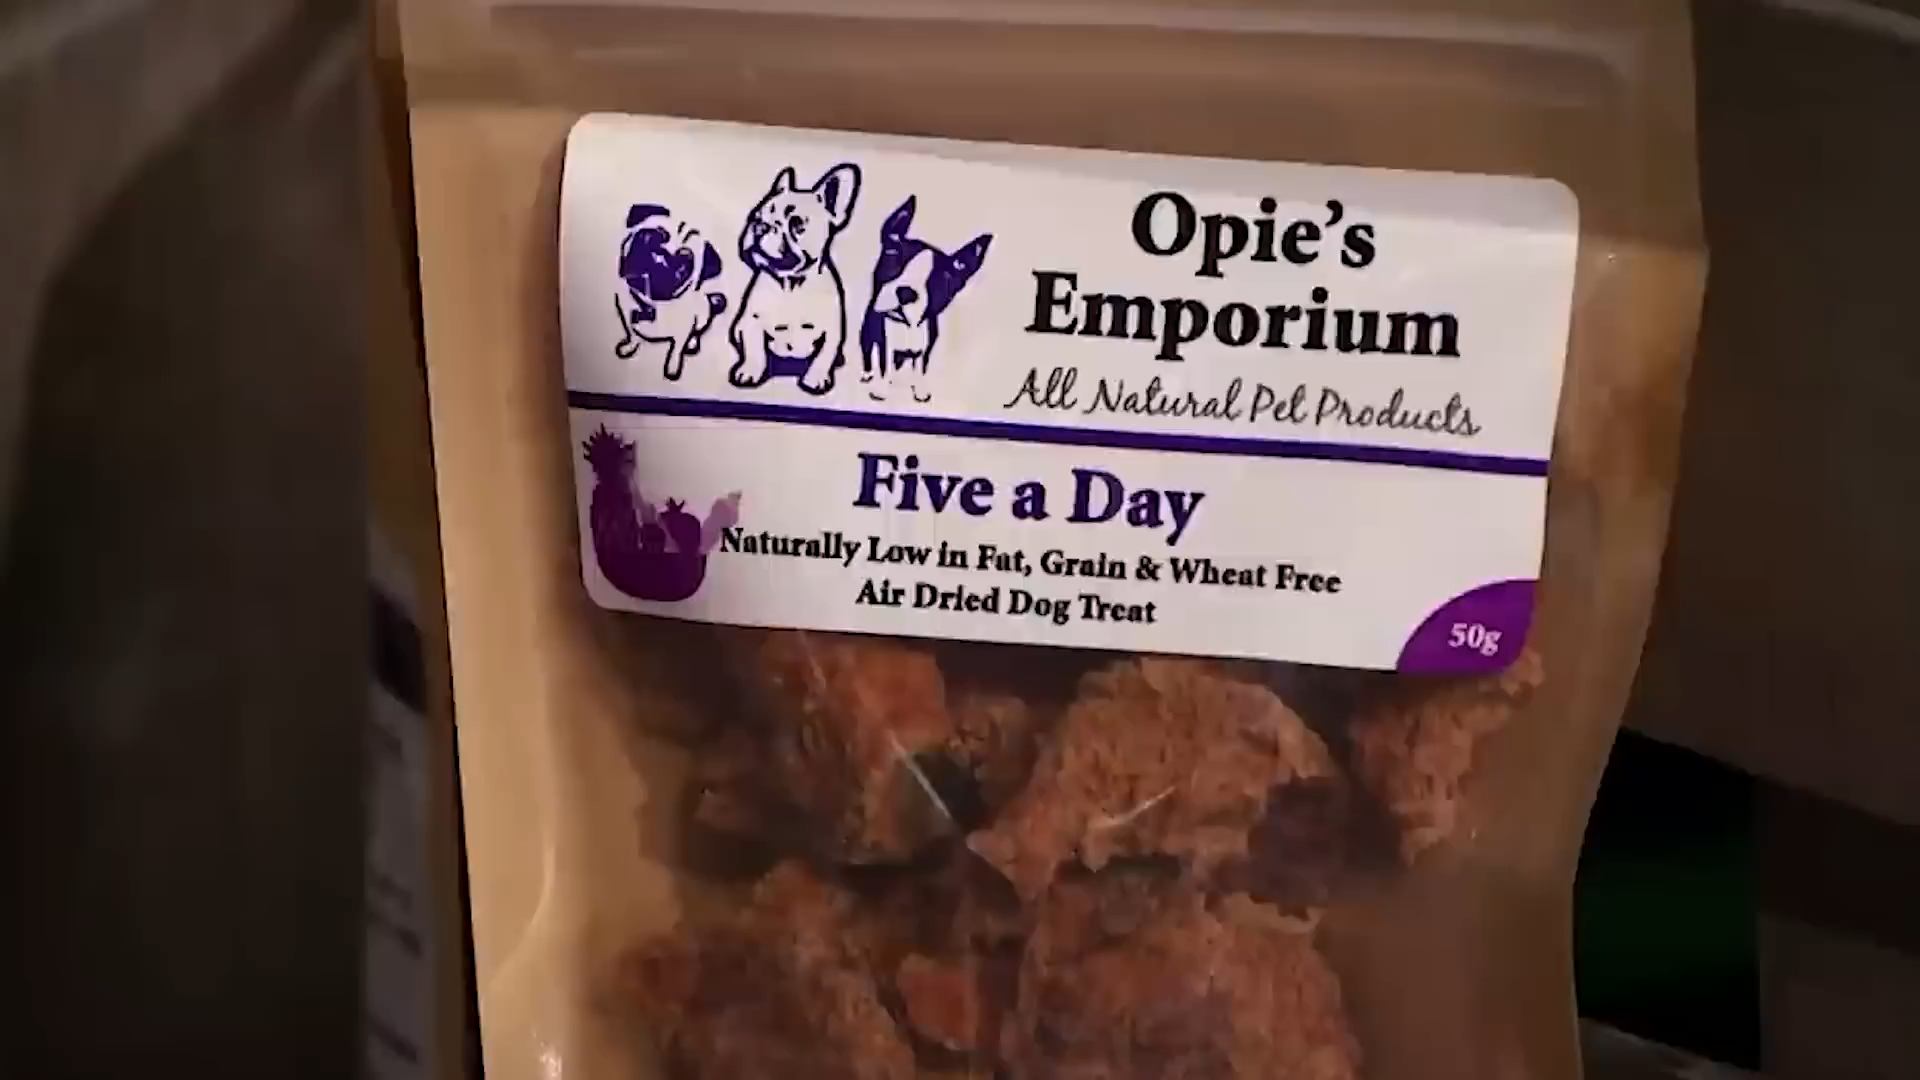 Opie's
Emporium
All Natural Pet Products
Five a Day
Naturally Low in Fat, Grain & Wheat Free
Air Dried Dog Treat
50g